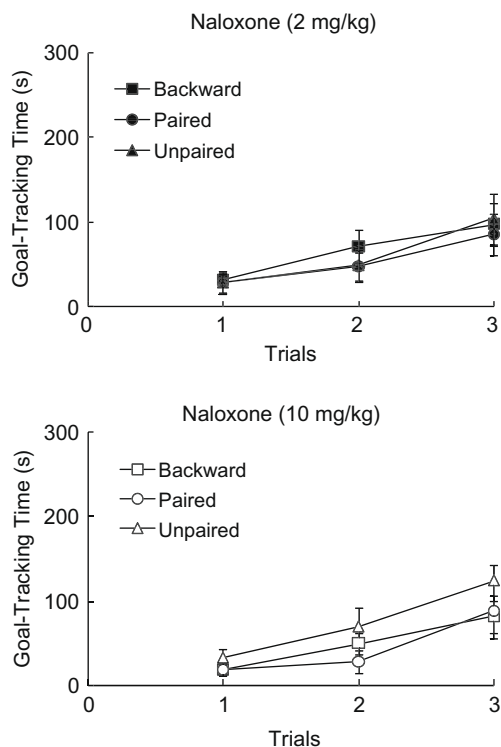 Naloxone (2 mg/kg)
300
200
100
0
Goal-Tracking Time (s)
Backward
Paired
Unpaired
0 1 2 3
Trials
Naloxone (10 mg/kg)
300
200
100
0
Goal-Tracking Time (s)
Backward
Paired
Unpaired
0 1 2 3
Trials